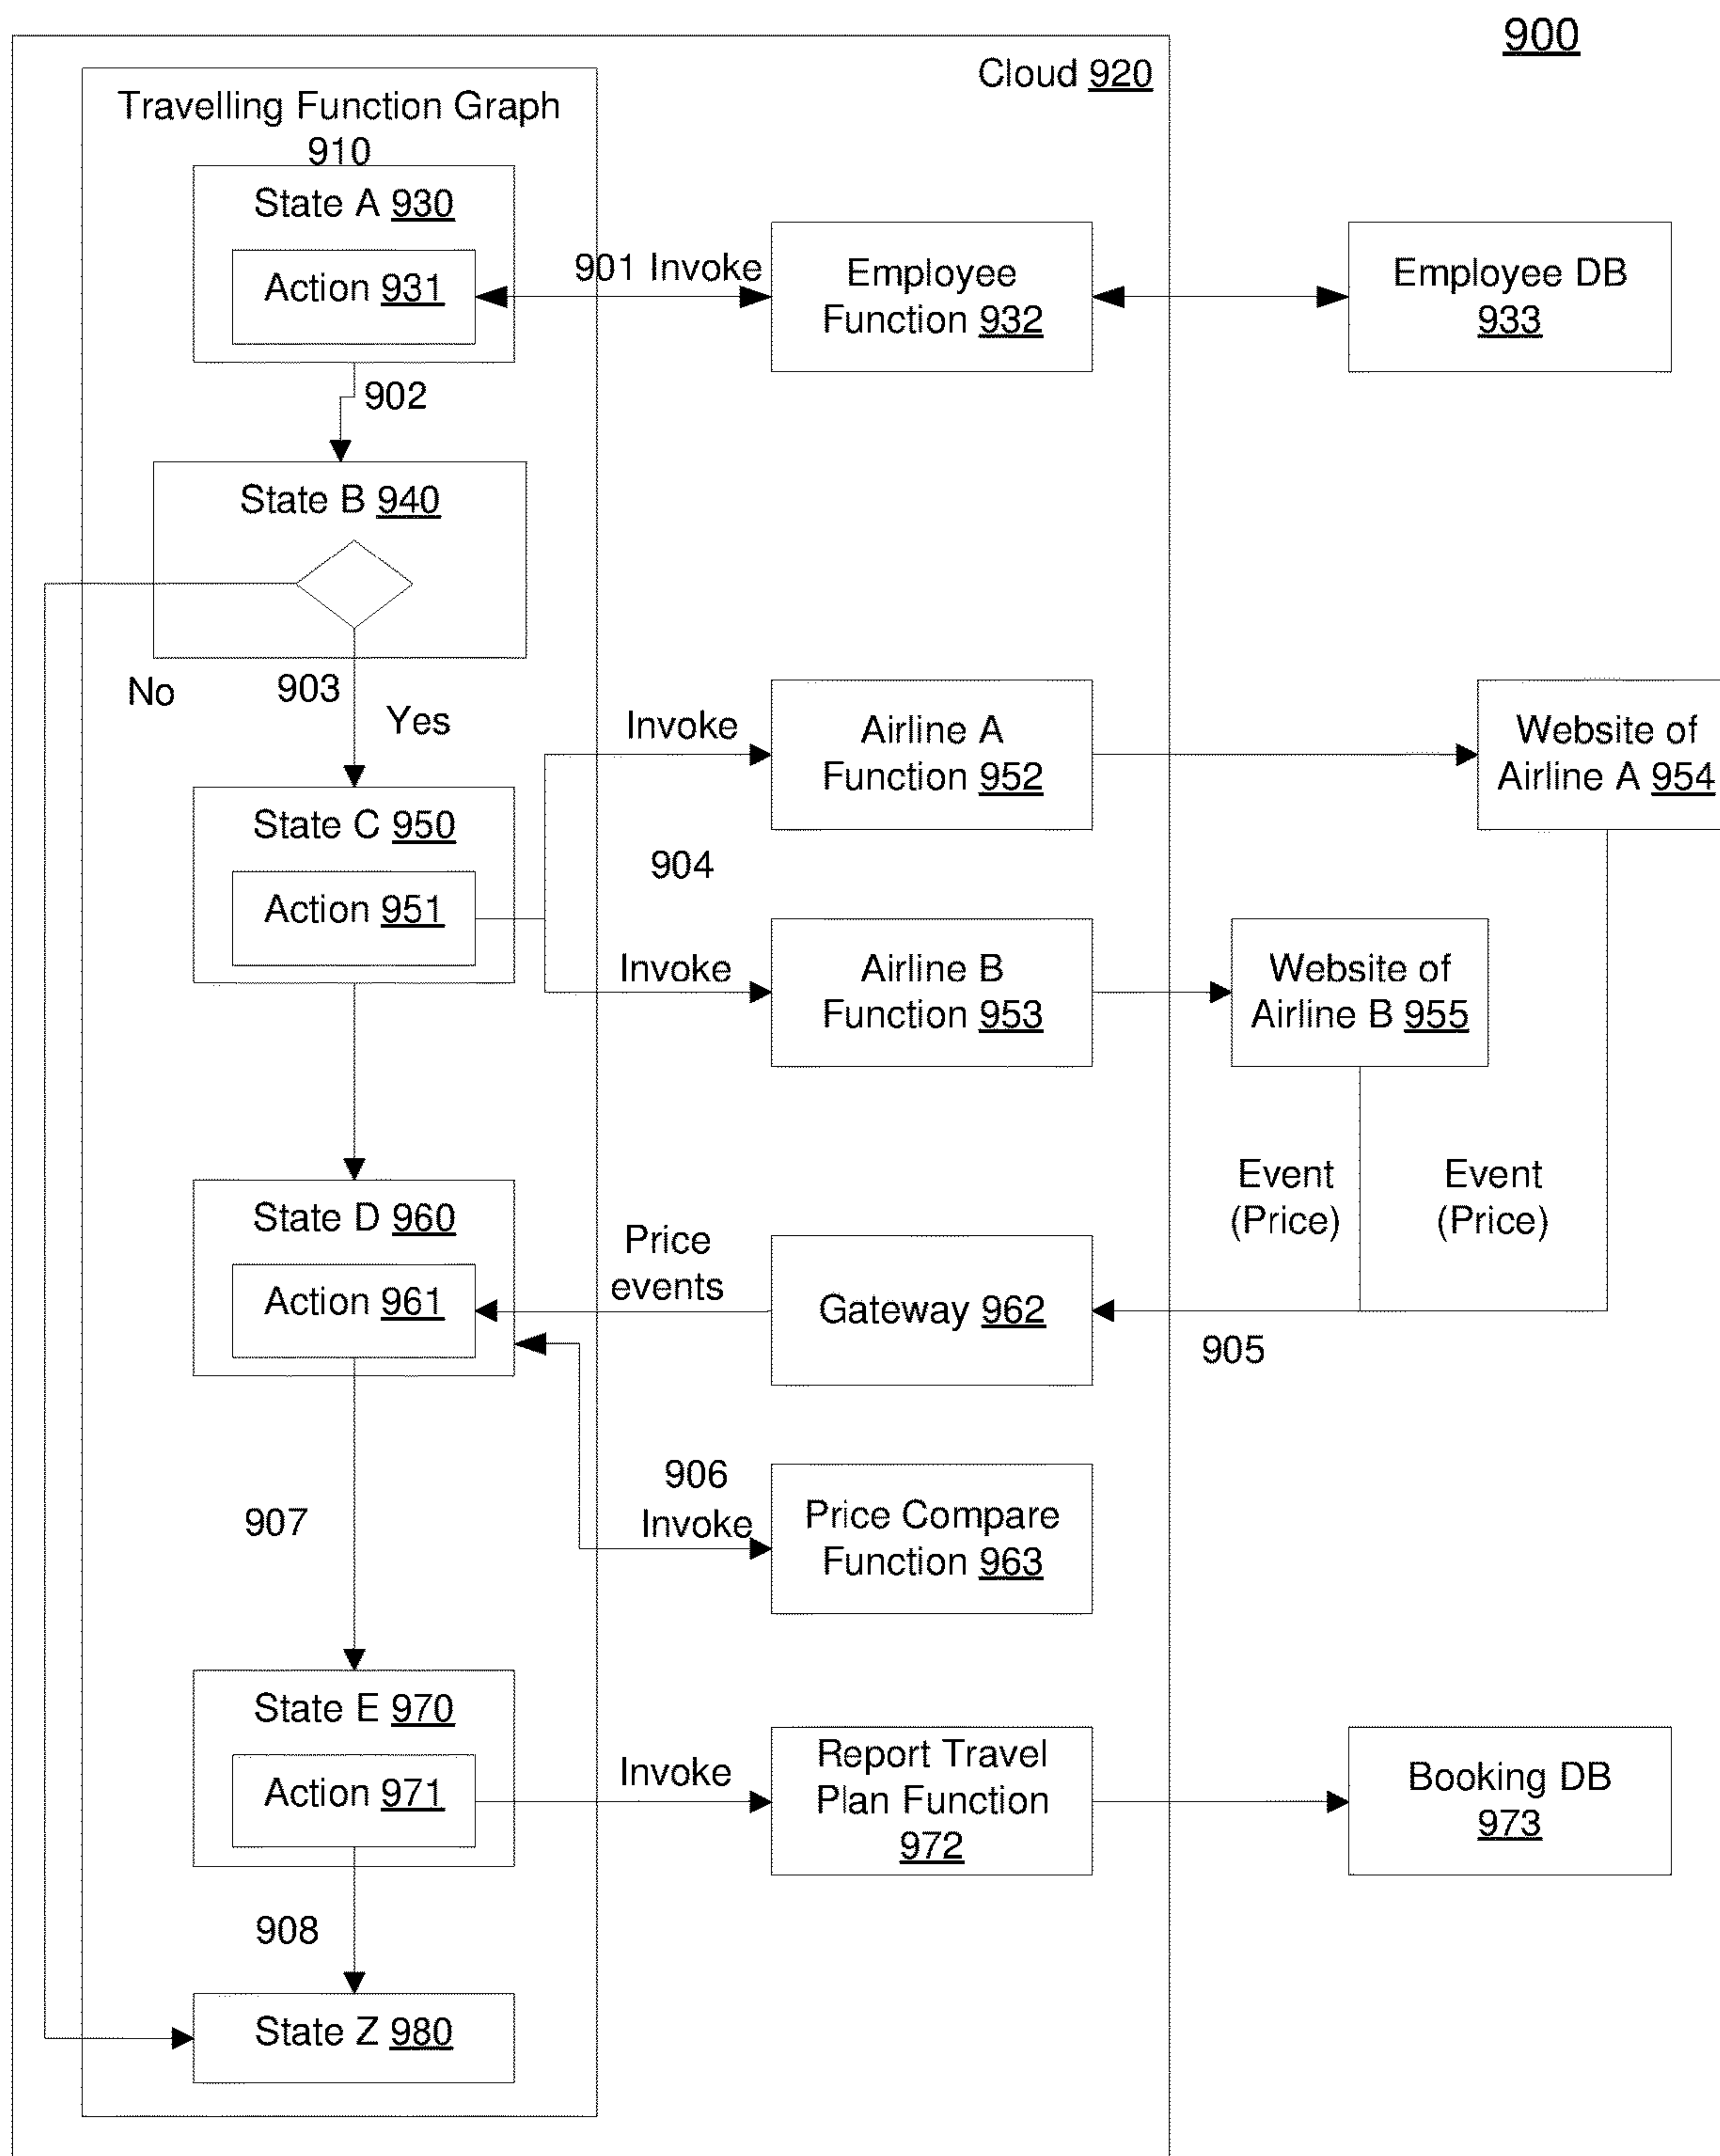 900
Cloud 920
Travelling Function Graph
910
State A 930
Action 931
901 Invoke
Employee
Function 932
Employee DB
933
902
State B 940
No
903
Yes
Invoke
Airline A
Function 952
Website of
Airline A 954
State C 950
Action 951
904
Invoke
Airline B
Function 953
Website of
Airline B 955
Event
(Price)
Event
(Price)
State D 960
Action 961
Price
events
Gateway 962
905
906
Invoke
Price Compare
Function 963
907
State E 970
Action 971
Invoke
Report Travel
Plan Function
972
Booking DB
973
908
State Z 980